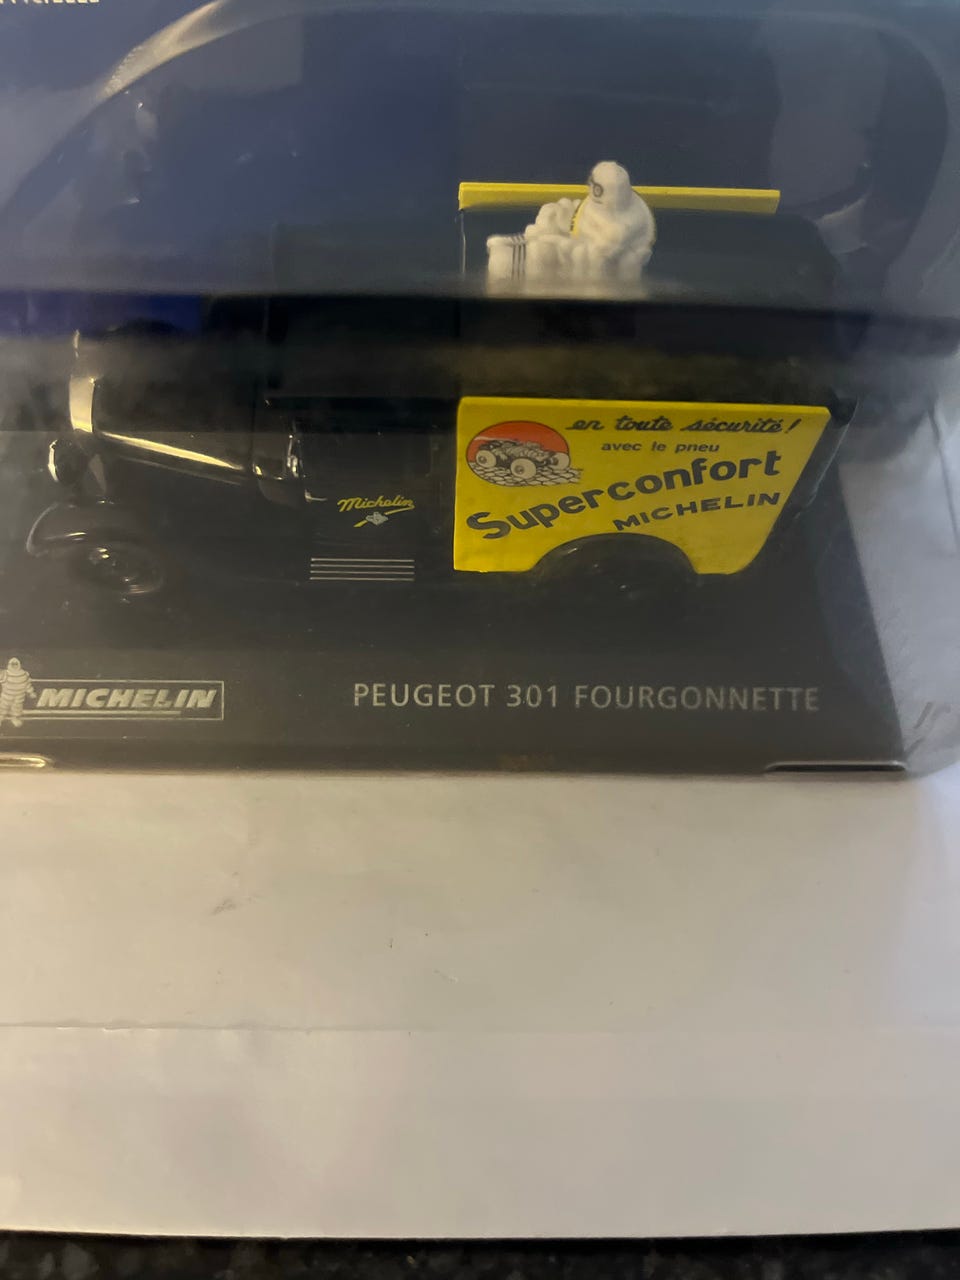 en toute sécurité!
avec le pneu
Superconfort
MICHELIN
Michelin
MICHELIN
PEUGEOT 301 FOURGONNETTE